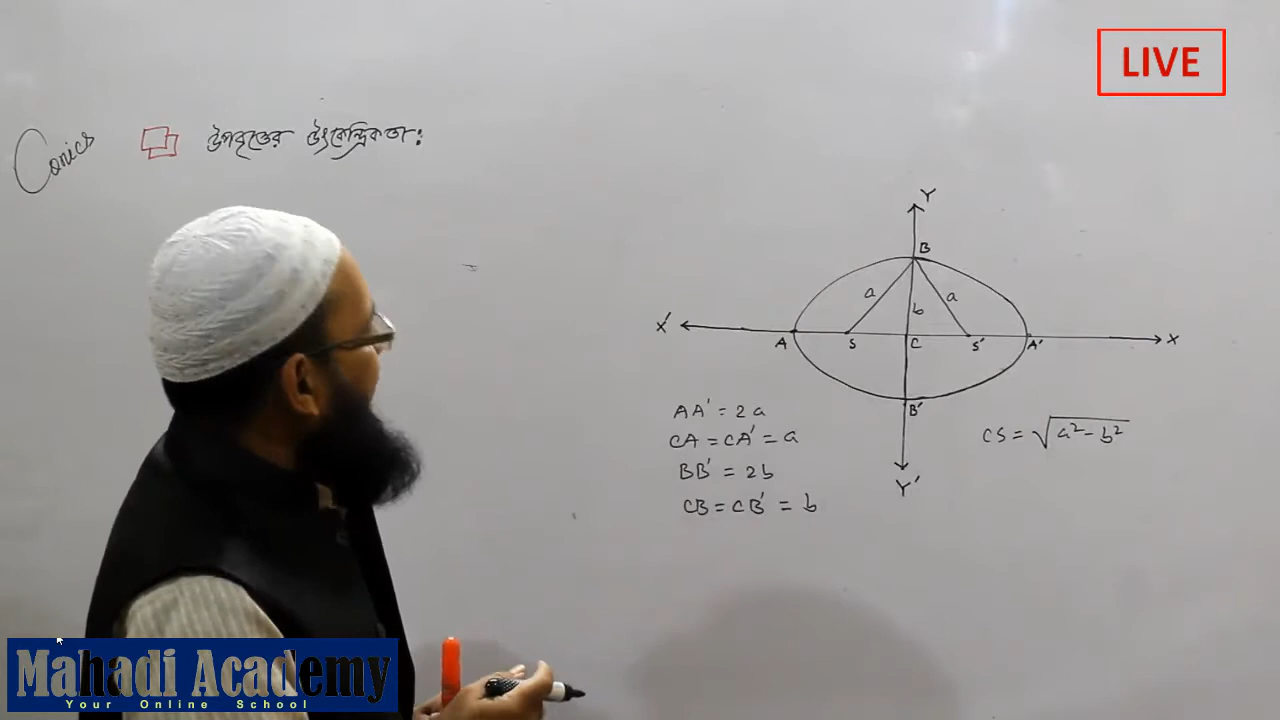 LIVE
Conics
উপবৃত্তের উৎকেন্দ্রিকতা:
Y
B
a
a
b
X'
A
S
C
S'
A'
X
B'
Y'
AA' = 2a
CA = CA' = a
BB' = 2b
CB = CB' = b
CS = √a²-b²
Mahadi Academy
Your Online School